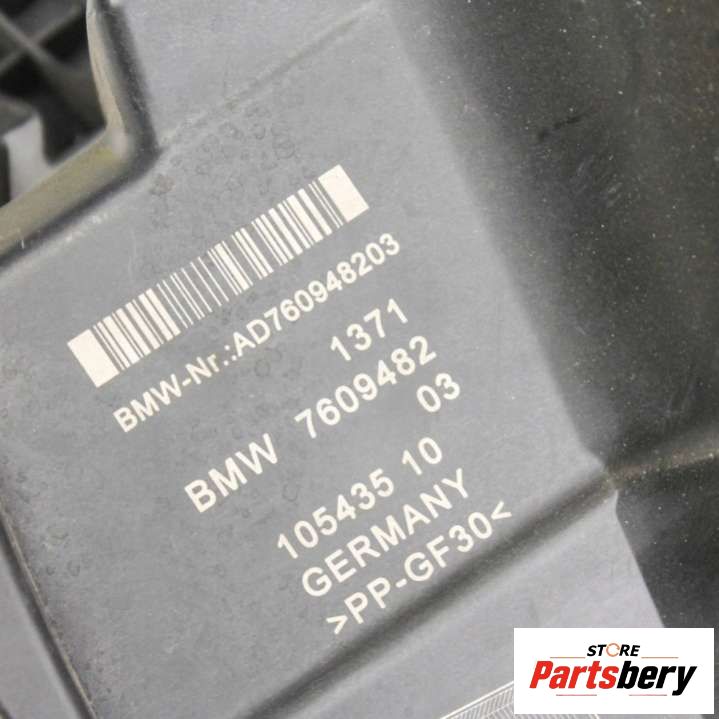 BMW-Nr.:AD760948203
1371
BMW 7609482
03
105435 10
GERMANY
>PP-GF30<
STORE
Partsbery